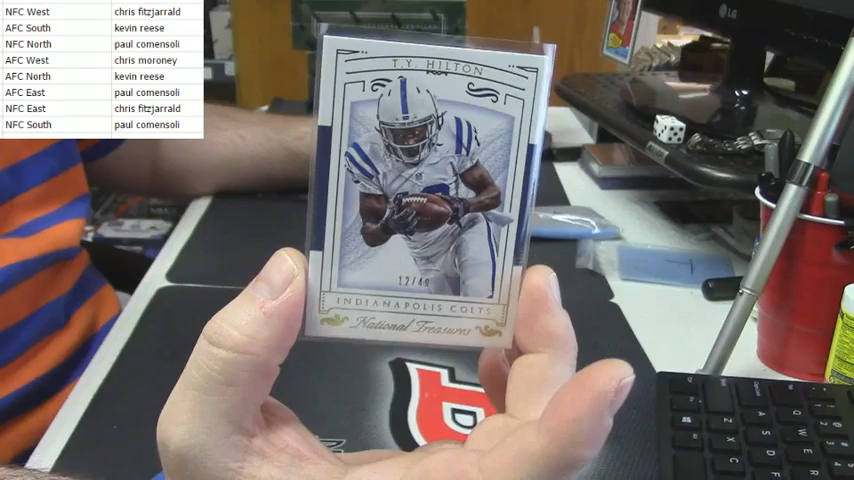 NFC West chris fitzjarrald
AFC South kevin reese
NFC North paul comensoli
AFC West chris moroney
AFC North kevin reese
AFC East paul comensoli
NFC East chris fitzjarrald
NFC South paul comensoli
T.Y. HILTON
INDIANAPOLIS COLTS
National Treasures
LG